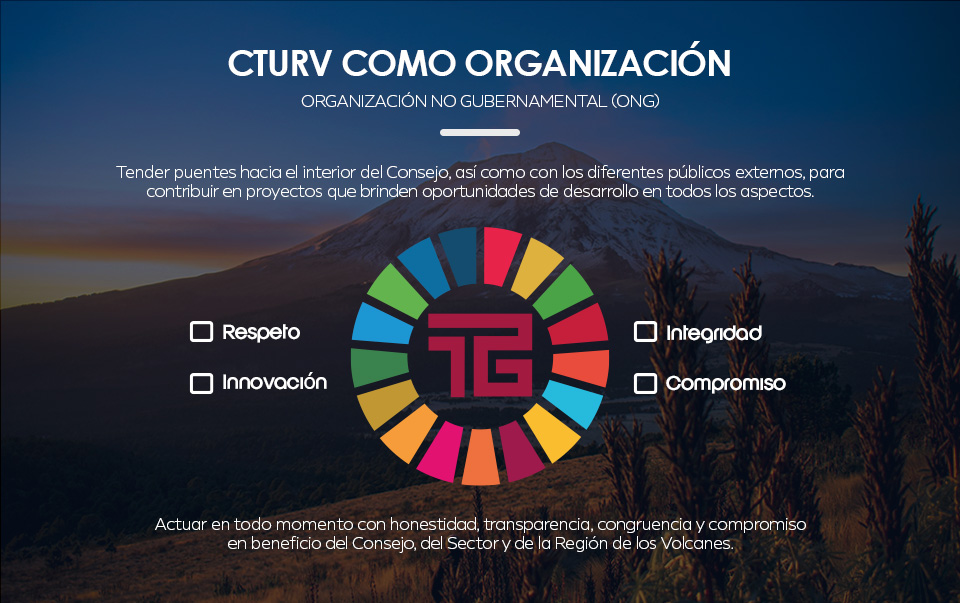 CTURV COMO ORGANIZACIÓN
ORGANIZACIÓN NO GUBERNAMENTAL (ONG)
Tender puentes hacia el interior del Consejo, así como con los diferentes públicos externos, para
contribuir en proyectos que brinden oportunidades de desarrollo en todos los aspectos.
Respeto
Integridad
Innovación
Compromiso
TG
Actuar en todo momento con honestidad, transparencia, congruencia y compromiso
en beneficio del Consejo, del Sector y de la Región de los Volcanes.